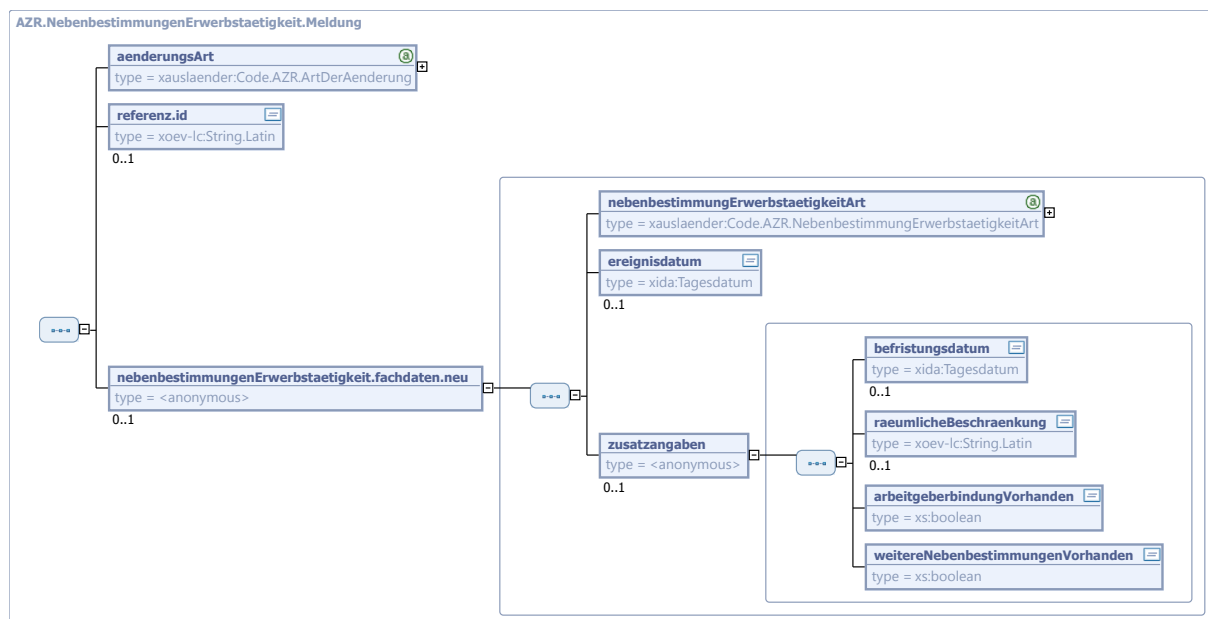 AZR.NebenbestimmungenErwerbstaetigkeit.Meldung
aenderungsArt
type = xauslaender:Code.AZR.ArtDerAenderung
referenz.id
type = xoev-lc:String.Latin
0..1
nebenbestimmungenErwerbstaetigkeit.fachdaten.neu
type = <anonymous>
0..1
nebenbestimmungErwerbstaetigkeitArt
type = xauslaender:Code.AZR.NebenbestimmungErwerbstaetigkeitArt
ereignisdatum
type = xida:Tagesdatum
0..1
zusatzangaben
type = <anonymous>
0..1
befristungsdatum
type = xida:Tagesdatum
0..1
raeumlicheBeschraenkung
type = xoev-lc:String.Latin
0..1
arbeitgeberbindungVorhanden
type = xs:boolean
weitereNebenbestimmungenVorhanden
type = xs:boolean